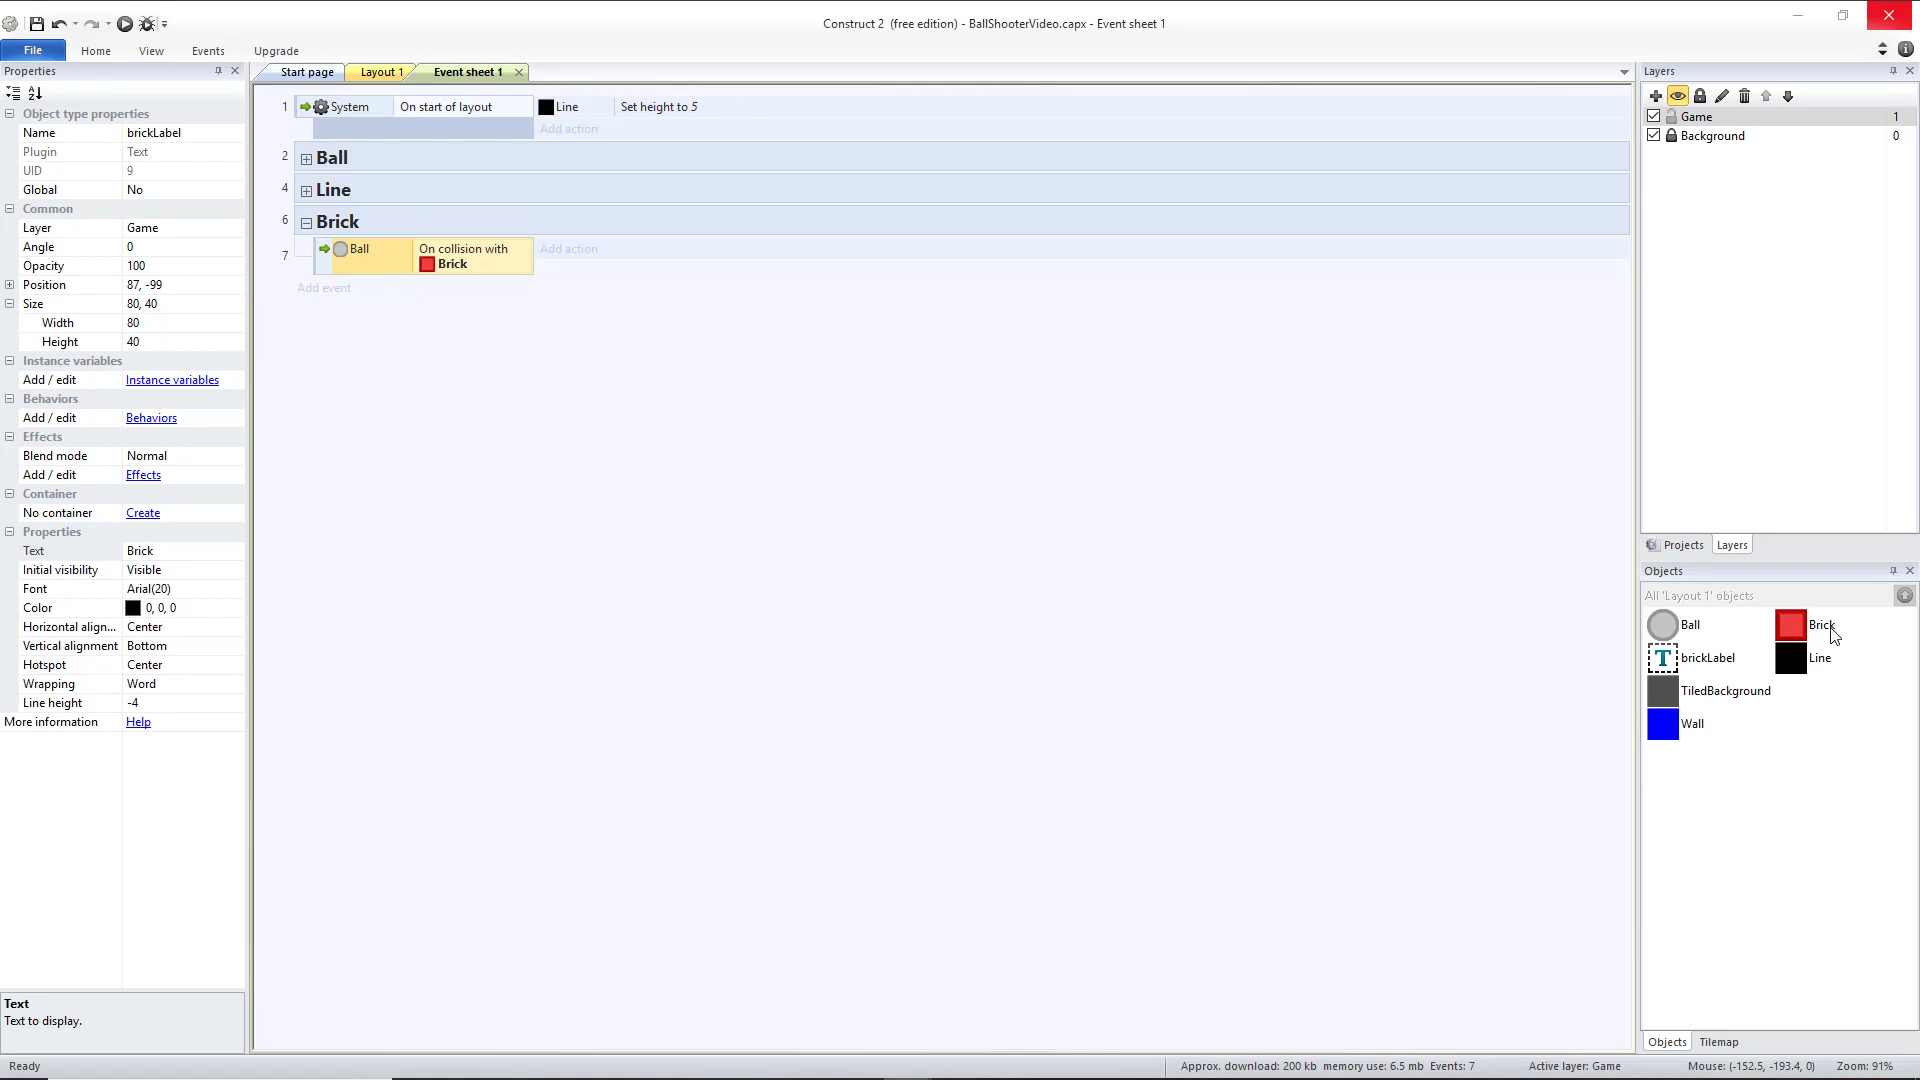 Construct 2 (free edition) - BallShooterVideo.capx - Event sheet 1
File Home View Events Upgrade
Properties
Object type properties
Name brickLabel
Plugin Text
UID 9
Global No
Common
Layer Game
Angle 0
Opacity 100
Position 87, -99
Size 80, 40
Width 80
Height 40
Instance variables
Add / edit Instance variables
Behaviors
Add / edit Behaviors
Effects
Blend mode Normal
Add / edit Effects
Container
No container Create
Properties
Text Brick
Initial visibility Visible
Font Arial(20)
Color 0, 0, 0
Horizontal align... Center
Vertical alignment Bottom
Hotspot Center
Wrapping Word
Line height -4
More information Help
Text
Text to display.
Start page Layout 1 Event sheet 1
1 System On start of layout Line Set height to 5
Add action
2 Ball
4 Line
6 Brick
7 Ball On collision with Brick Add action
Add event
Layers
Game 1
Background 0
Projects Layers
Objects
All 'Layout 1' objects
Ball Brick
brickLabel Line
TiledBackground
Wall
Objects Tilemap
Ready Approx. download: 200 kb memory use: 6.5 mb Events: 7 Active layer: Game Mouse: (-152.5, -193.4, 0) Zoom: 91%